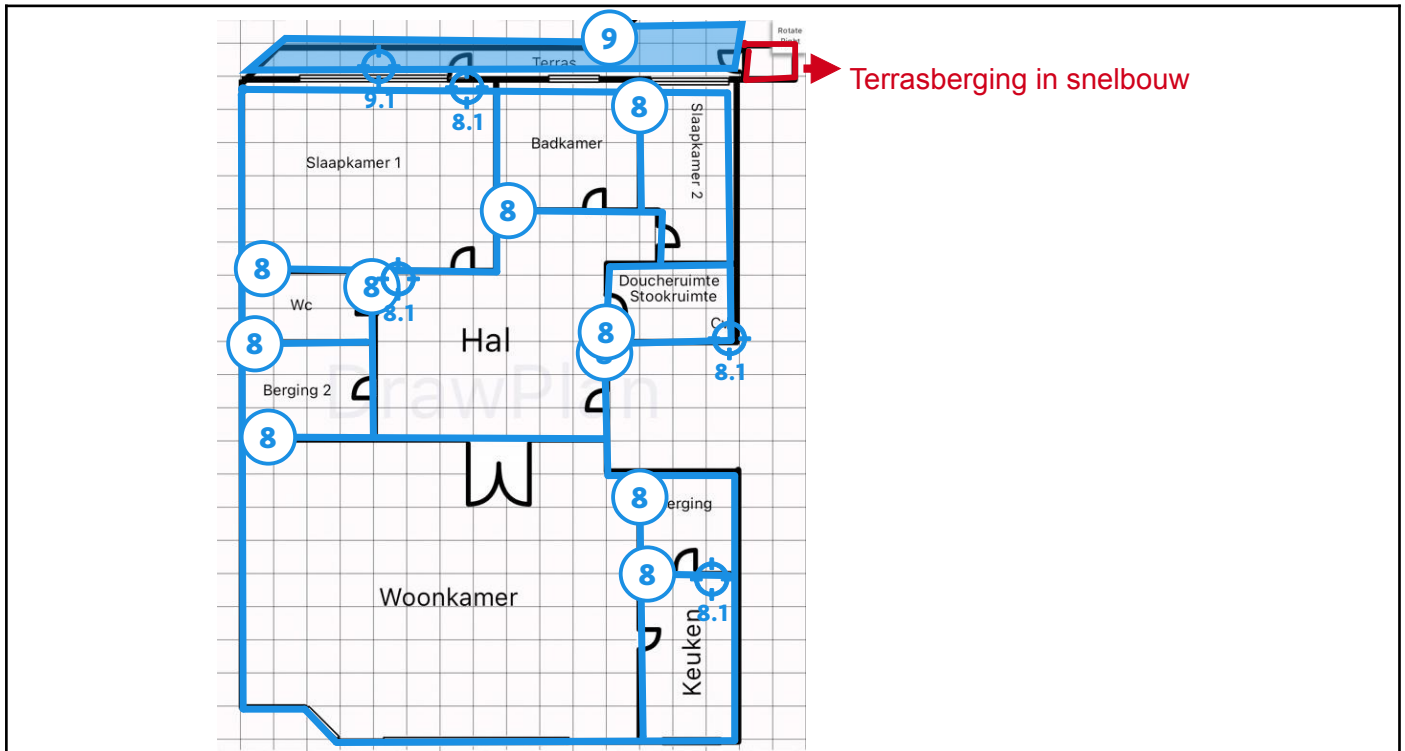 9
Rotate
Terras
Terrasberging in snelbouw
9.1
8.1
8
Slaapkamer 1
Badkamer
Slaapkamer 2
8
8
8
8.1
Wc
Doucheruimte
Stookruimte
8
8
Hal
8.1
Berging 2
DrawPlan
8
8
erging
8
Woonkamer
8.1
Keuken